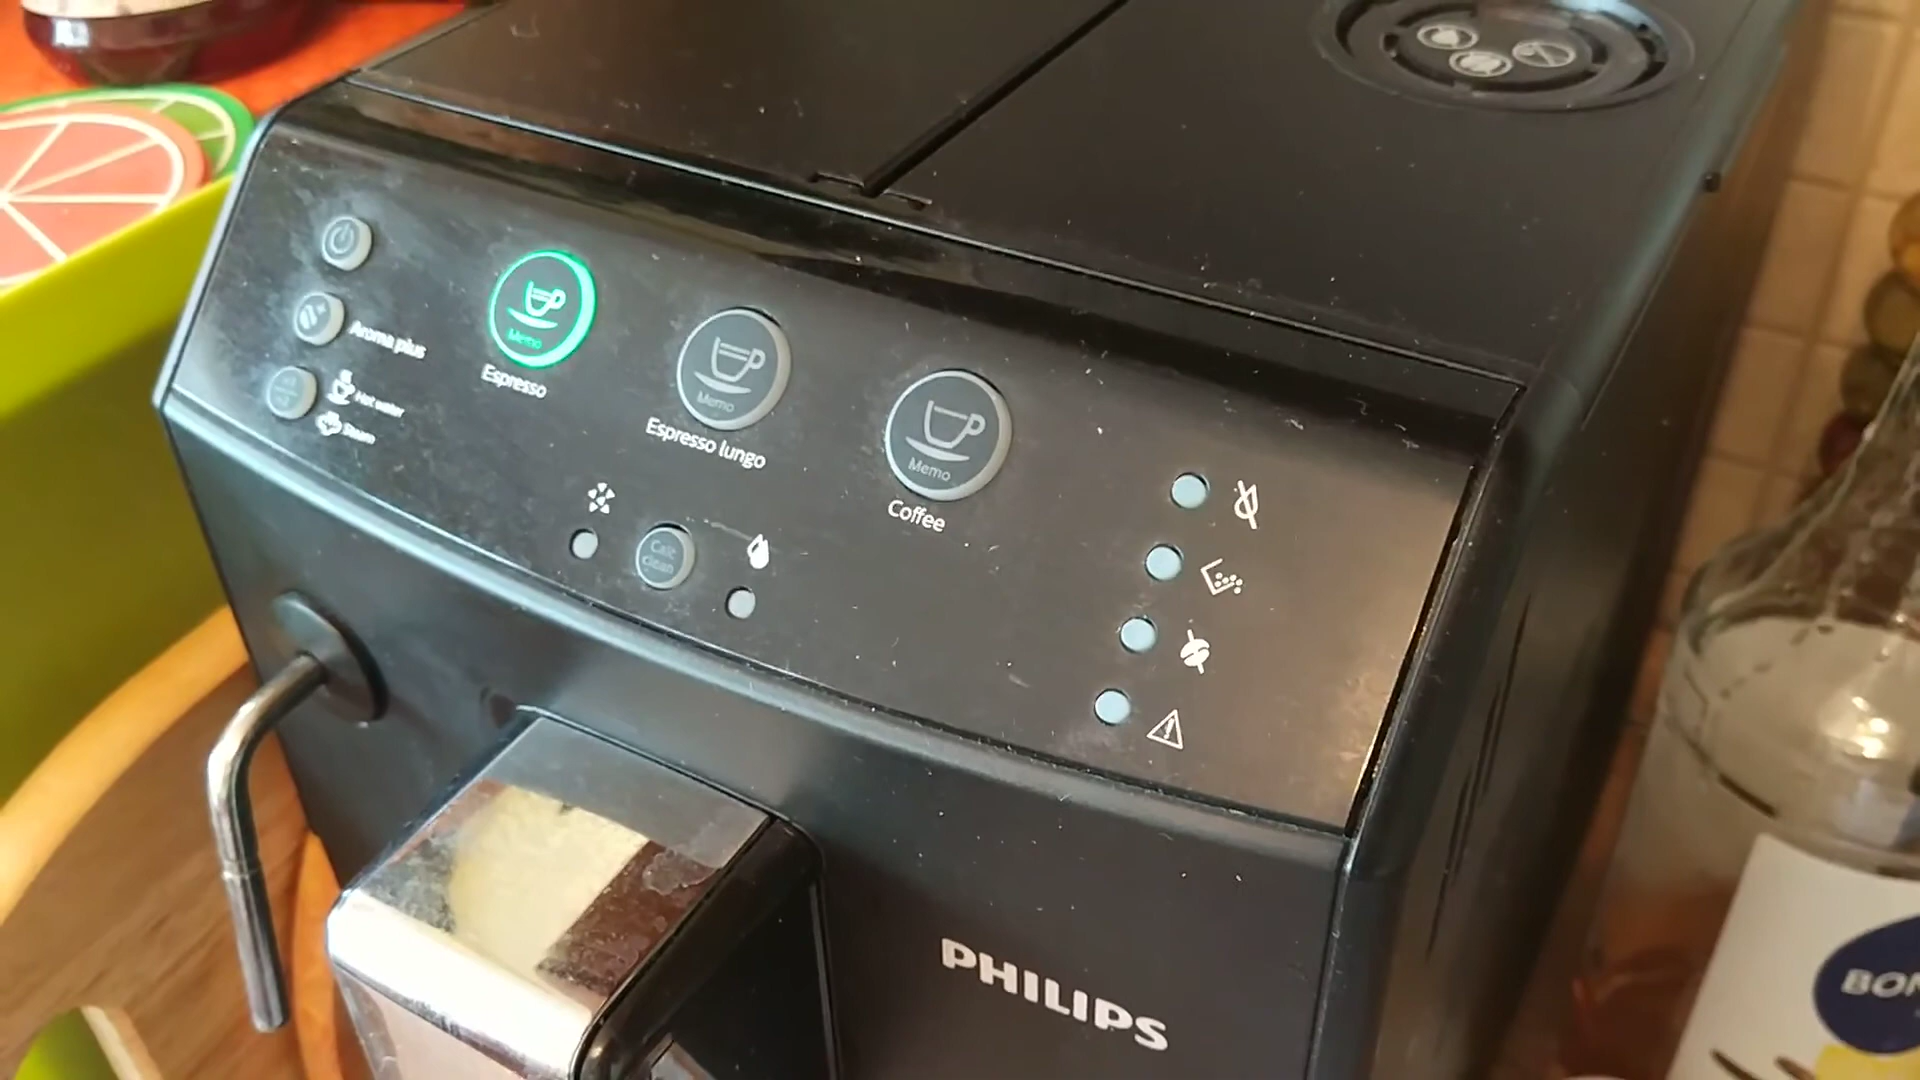 Aroma plus
Hot water
Steam
Memo
Espresso
Memo
Espresso lungo
Memo
Coffee
Calc
clean
PHILIPS
BON